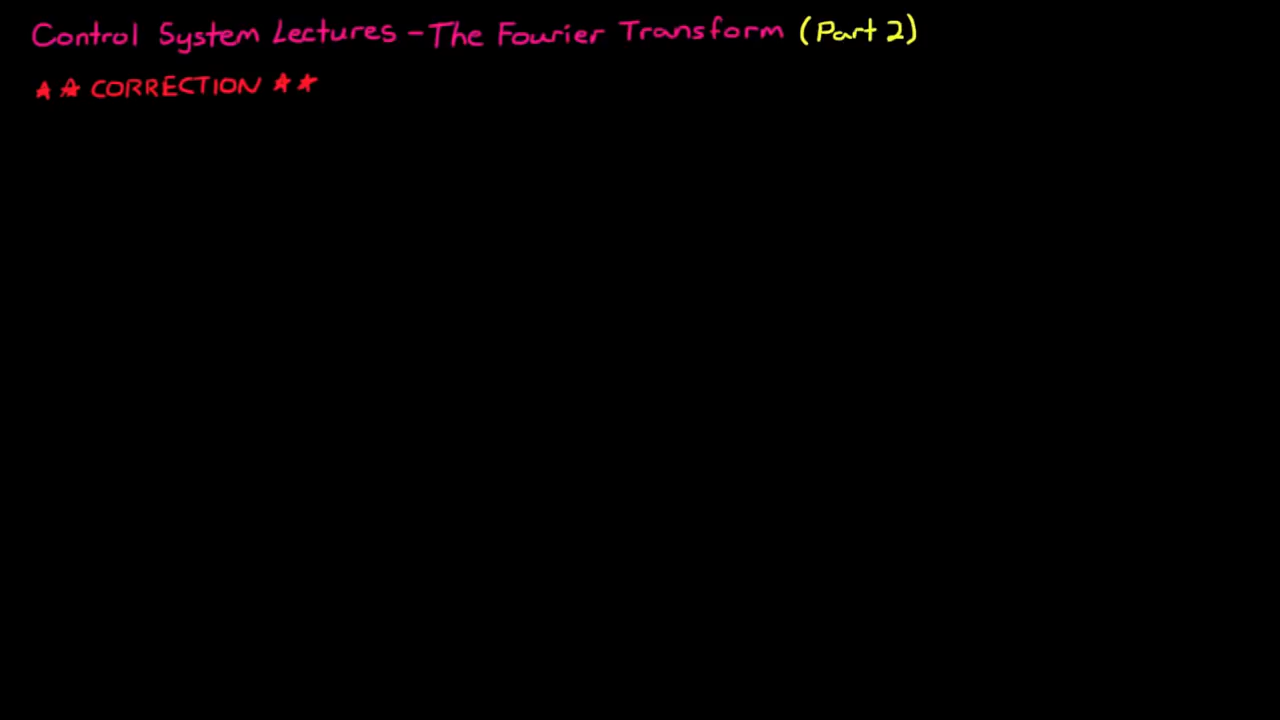 Control System Lectures - The Fourier Transform (Part 2)
** CORRECTION **